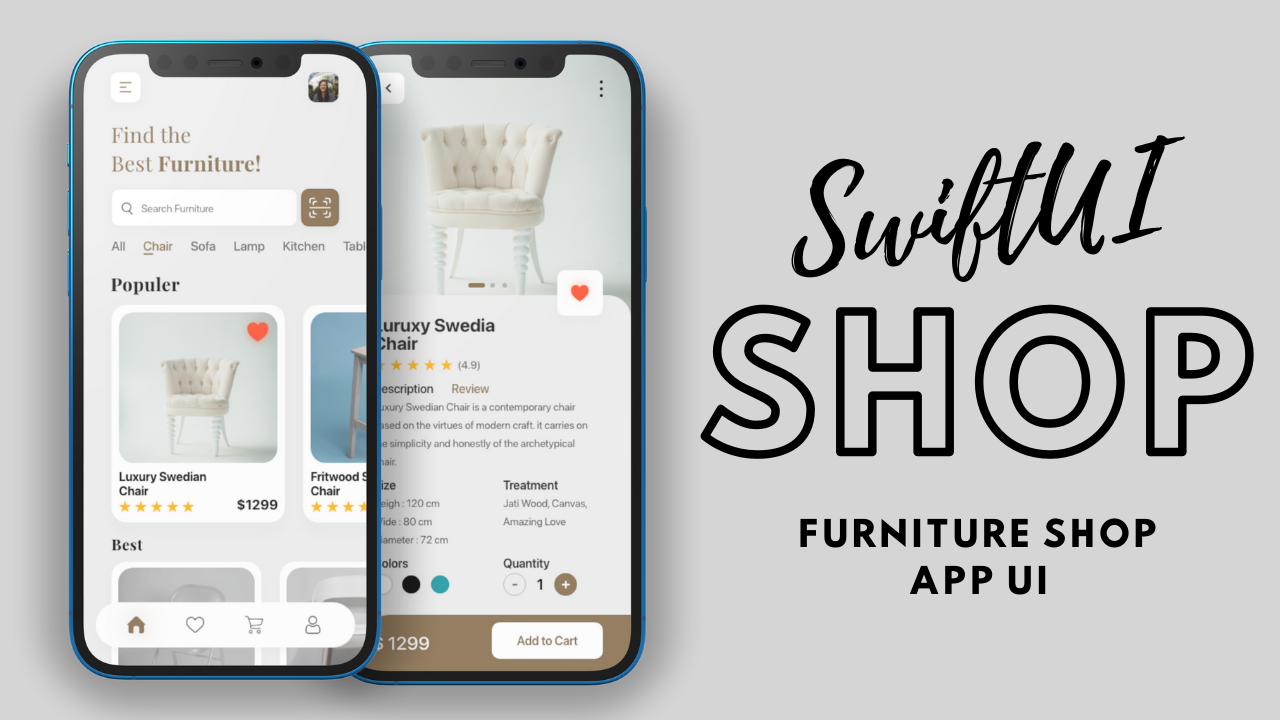 Find the
Best Furniture!
Search Furniture
All Chair Sofa Lamp Kitchen Tabl
Populer
Luxury Swedian
Chair
$1299
Fritwood S
Chair
Best
uruxy Swedia
Chair
(4.9)
escription Review
uxury Swedian Chair is a contemporary chair
ased on the virtues of modern craft. it carries on
e simplicity and honestly of the archetypical
hair.
ize
eigh : 120 cm
Wide : 80 cm
iameter : 72 cm
Treatment
Jati Wood, Canvas,
Amazing Love
olors
Quantity
- 1 +
$ 1299
Add to Cart
SwiftUI
SHOP
FURNITURE SHOP
APP UI